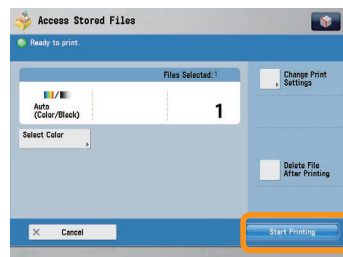 Access Stored Files
Ready to print.
Files Selected: 1
Auto
(Color/Black)
1
Select Color
Change Print
Settings
Delete File
After Printing
× Cancel
Start Printing